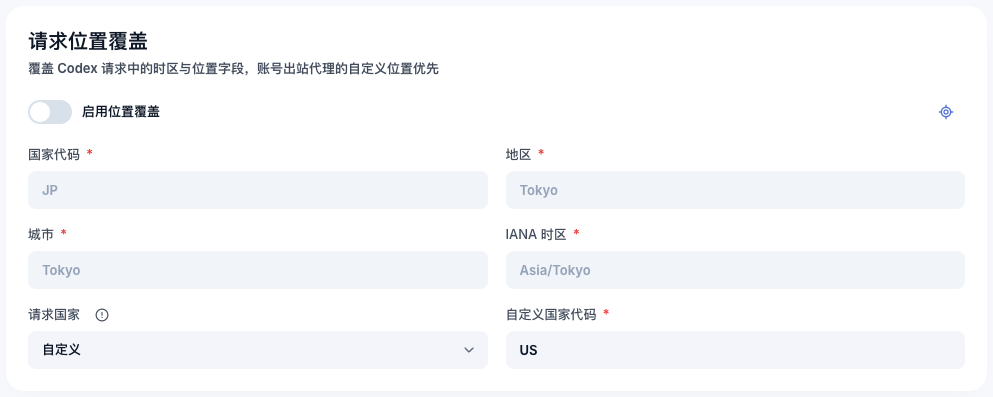 请求位置覆盖
覆盖 Codex 请求中的时区与位置字段，账号出站代理的自定义位置优先
启用位置覆盖
国家代码 *
地区 *
JP
Tokyo
城市 *
IANA 时区 *
Tokyo
Asia/Tokyo
请求国家
自定义国家代码 *
自定义
US